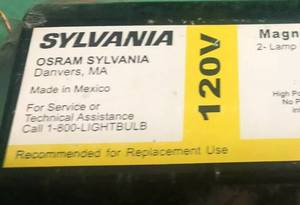 SYLVANIA
OSRAM SYLVANIA
Danvers, MA
Made in Mexico
For Service or
Technical Assistance
Call 1-800-LIGHTBULB
120V
Magn
2- Lamp
High Po
No P
in
Recommended for Replacement Use